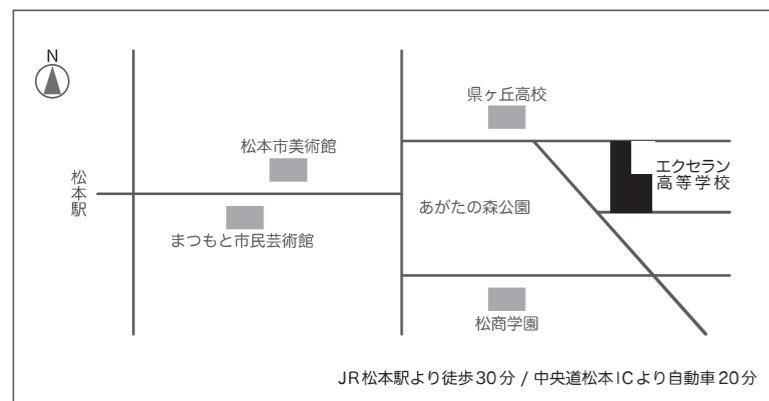 N
県ヶ丘高校
松本市美術館
エクセラン
高等学校
松本駅
あがたの森公園
まつもと市民芸術館
松商学園
JR松本駅より徒歩30分 / 中央道松本ICより自動車20分